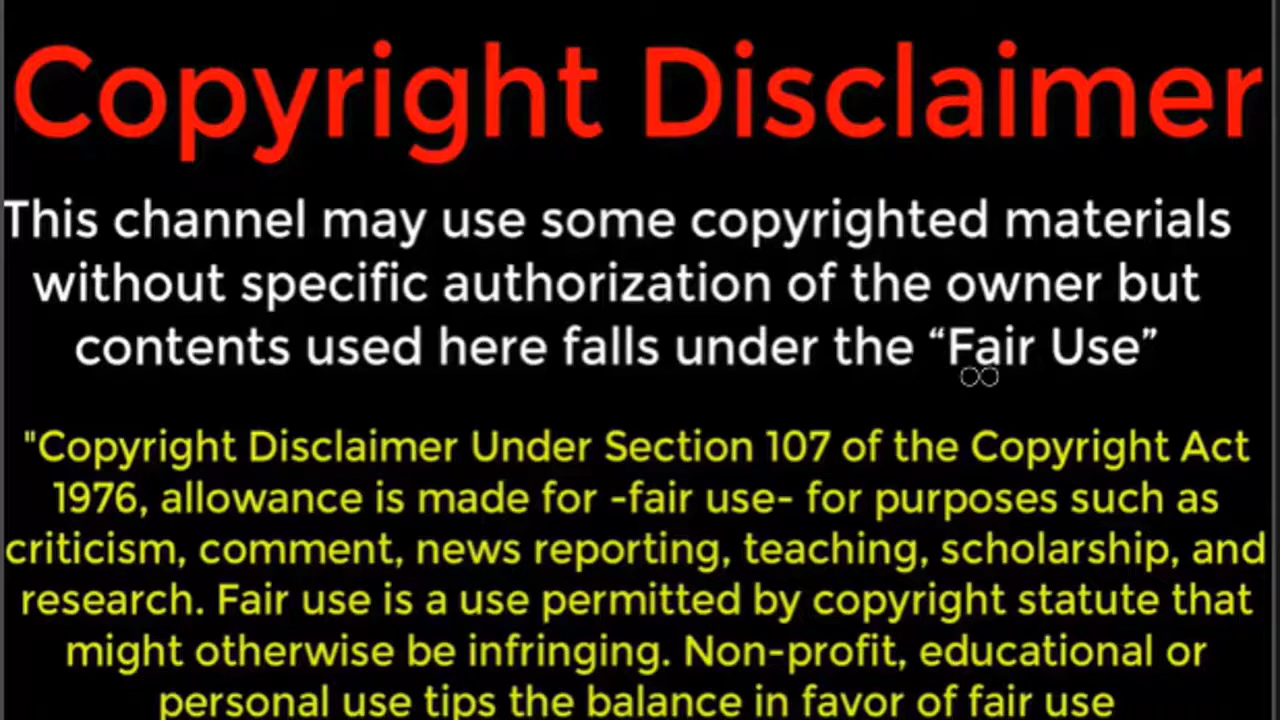 Copyright Disclaimer
This channel may use some copyrighted materials
without specific authorization of the owner but
contents used here falls under the “Fair Use”
"Copyright Disclaimer Under Section 107 of the Copyright Act
1976, allowance is made for -fair use- for purposes such as
criticism, comment, news reporting, teaching, scholarship, and
research. Fair use is a use permitted by copyright statute that
might otherwise be infringing. Non-profit, educational or
personal use tips the balance in favor of fair use